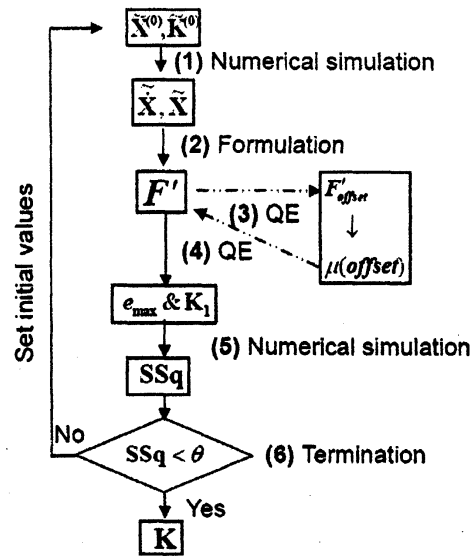 X̃⁽⁰⁾, K̃⁽⁰⁾
(1) Numerical simulation
X̃̇, X̃
(2) Formulation
F'
(3) QE
F'offset
↓
μ(offset)
(4) QE
emax & K1
(5) Numerical simulation
SSq
Set initial values
No
SSq < θ
(6) Termination
Yes
K